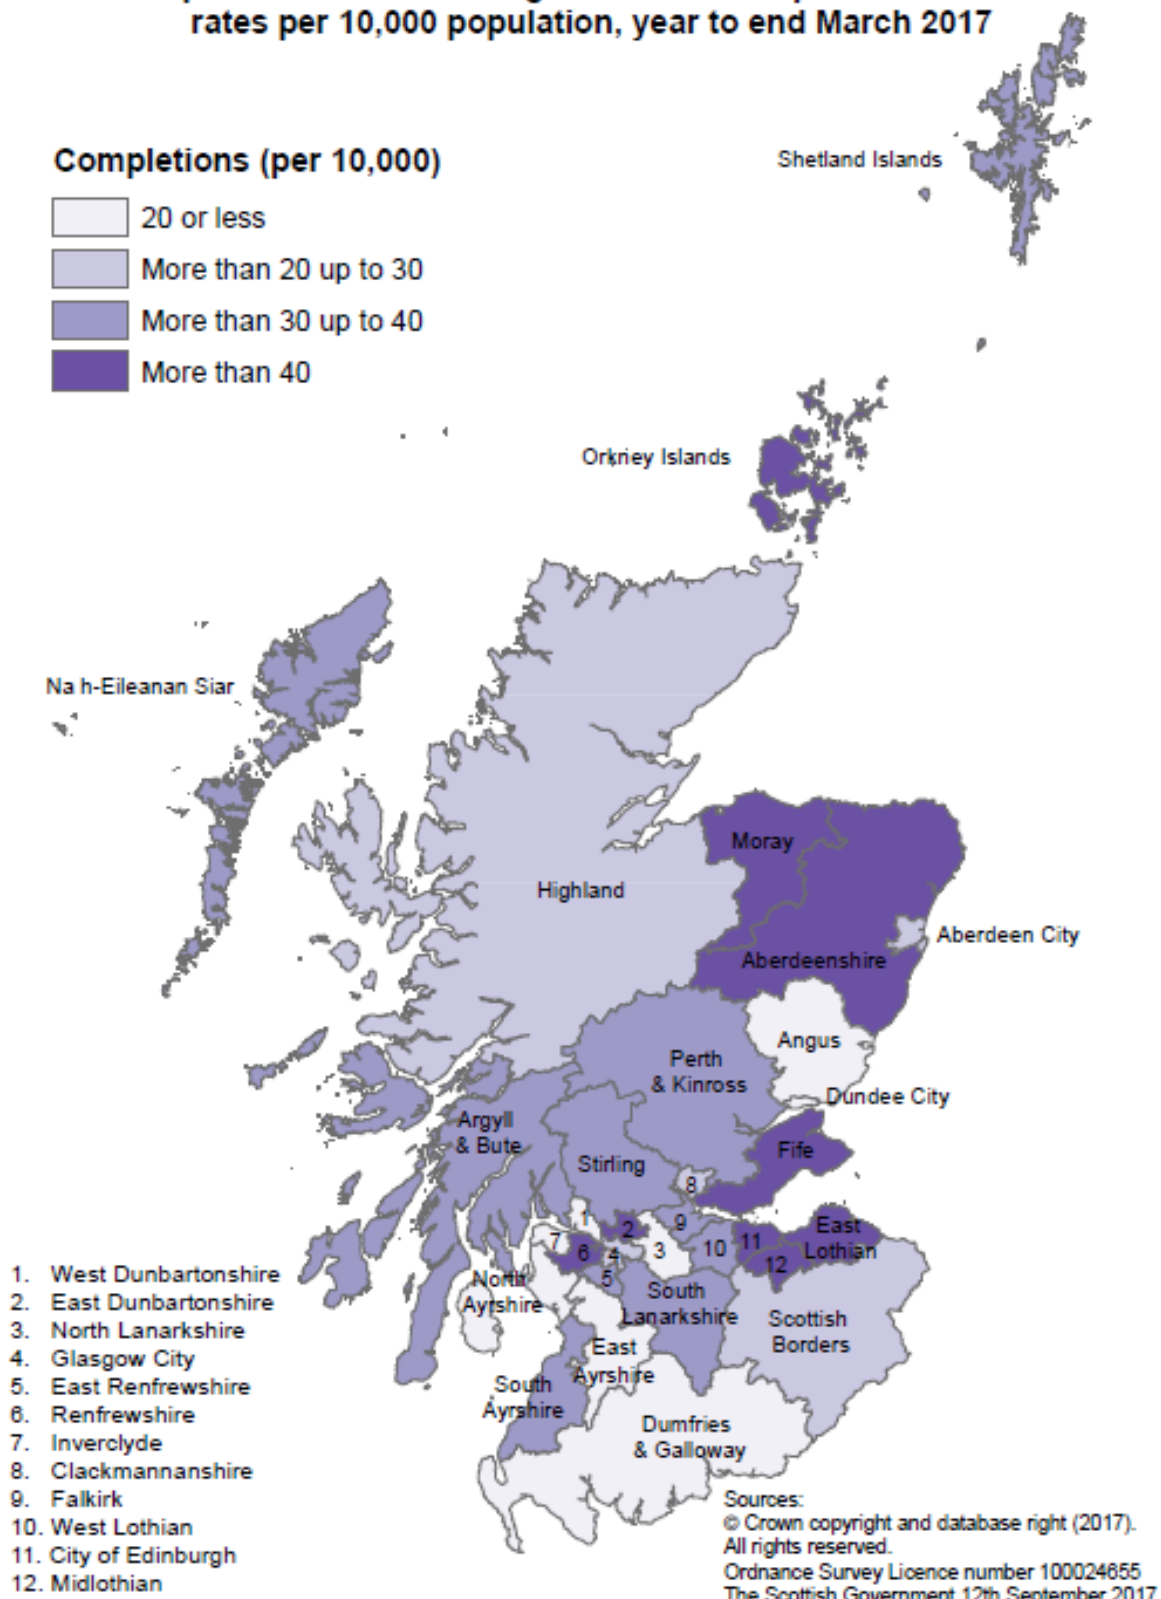 rates per 10,000 population, year to end March 2017
Completions (per 10,000)
20 or less
More than 20 up to 30
More than 30 up to 40
More than 40
Shetland Islands
Orkney Islands
Na h-Eileanan Siar
Moray
Highland
Aberdeen City
Aberdeenshire
Angus
Perth
& Kinross
Dundee City
Argyll
& Bute
Fife
Stirling
8
1
2
9
East
Lothian
7
6
4
3
10
11
12
5
North
Ayrshire
South
Lanarkshire
Scottish
Borders
East
Ayrshire
South
Ayrshire
Dumfries
& Galloway
1. West Dunbartonshire
2. East Dunbartonshire
3. North Lanarkshire
4. Glasgow City
5. East Renfrewshire
6. Renfrewshire
7. Inverclyde
8. Clackmannanshire
9. Falkirk
10. West Lothian
11. City of Edinburgh
12. Midlothian
Sources:
© Crown copyright and database right (2017).
All rights reserved.
Ordnance Survey Licence number 100024655
The Scottish Government 12th September 2017